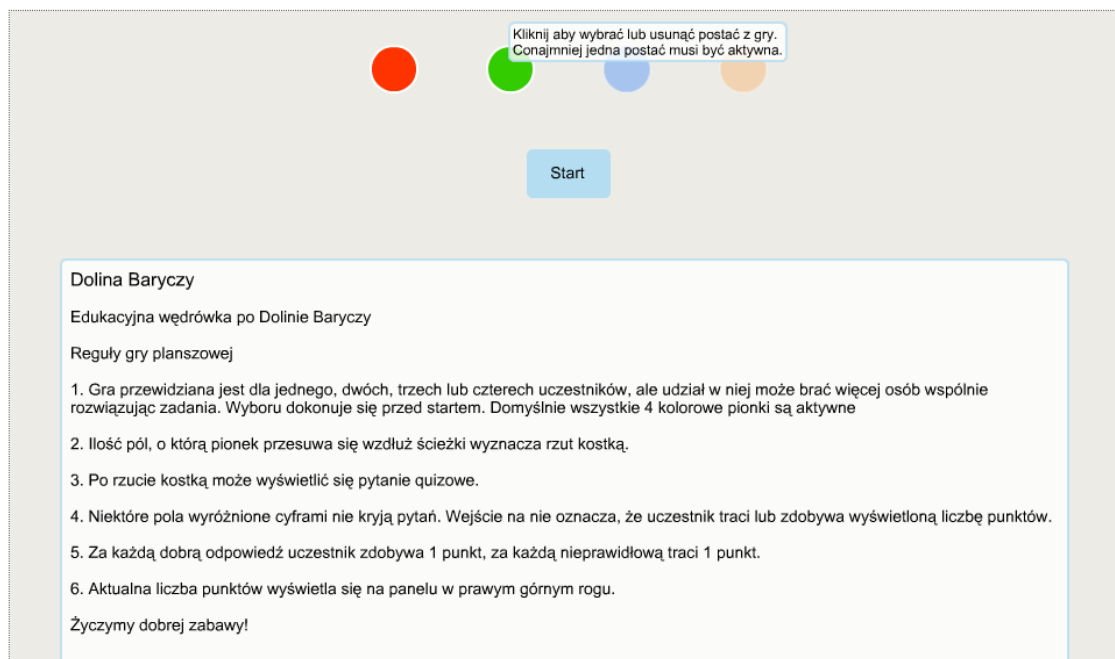 Kliknij aby wybrać lub usunąć postać z gry.
Conajmniej jedna postać musi być aktywna.
Start
Dolina Baryczy
Edukacyjna wędrówka po Dolinie Baryczy
Reguły gry planszowej
1. Gra przewidziana jest dla jednego, dwóch, trzech lub czterech uczestników, ale udział w niej może brać więcej osób wspólnie
rozwiązując zadania. Wyboru dokonuje się przed startem. Domyślnie wszystkie 4 kolorowe pionki są aktywne
2. Ilość pól, o którą pionek przesuwa się wzdłuż ścieżki wyznacza rzut kostką.
3. Po rzucie kostką może wyświetlić się pytanie quizowe.
4. Niektóre pola wyróżnione cyframi nie kryją pytań. Wejście na nie oznacza, że uczestnik traci lub zdobywa wyświetloną liczbę punktów.
5. Za każdą dobrą odpowiedź uczestnik zdobywa 1 punkt, za każdą nieprawidłową traci 1 punkt.
6. Aktualna liczba punktów wyświetla się na panelu w prawym górnym rogu.
Życzymy dobrej zabawy!